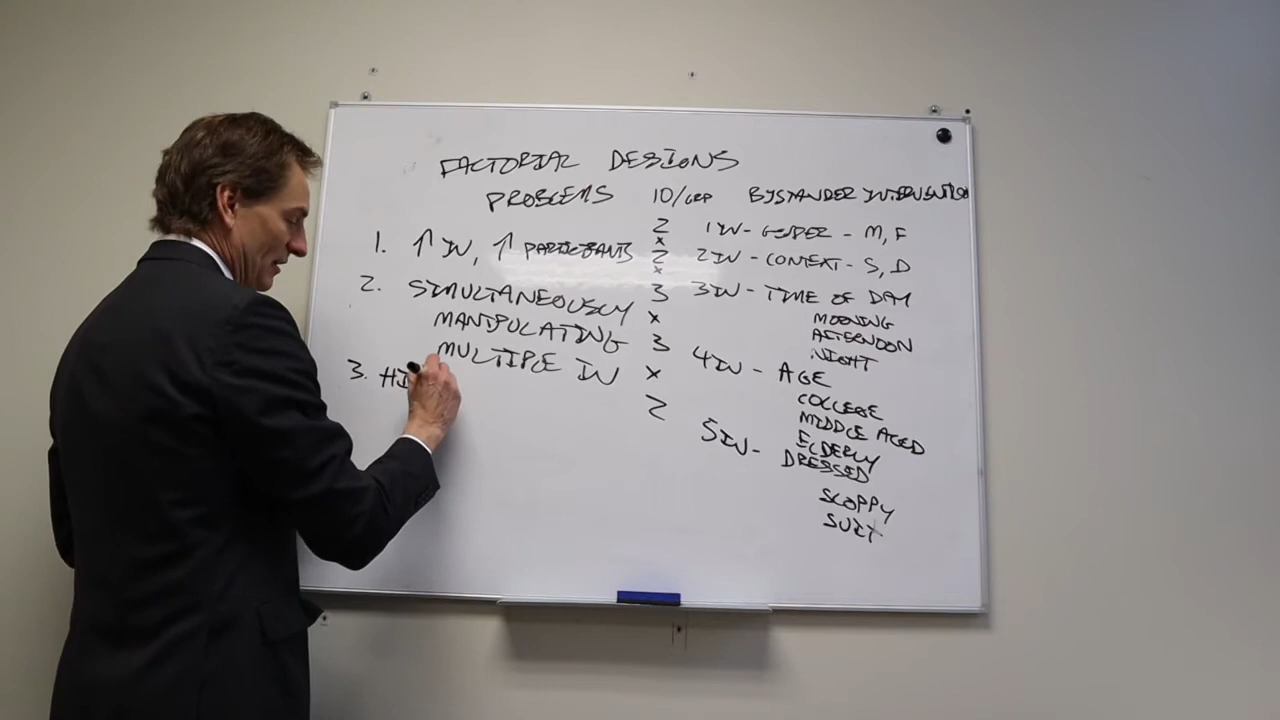 FACTORIAL DESIGNS
PROBLEMS 10/GRP BYSTANDER INTERVENTION
1. ↑ IV, ↑ PARTICIPANTS
2. SIMULTANEOUSLY
MANIPULATING
MULTIPLE IV
3. HI
2
x
2
x
3
x
3
x
2
1 IV - GENDER - M, F
2 IV - CONTEXT - S, D
3 IV - TIME OF DAY
MORNING
AFTERNOON
NIGHT
4 IV - AGE
COLLEGE
MIDDLE AGED
ELDERLY
5 IV - DRESSED
SLOPPY
SUIT